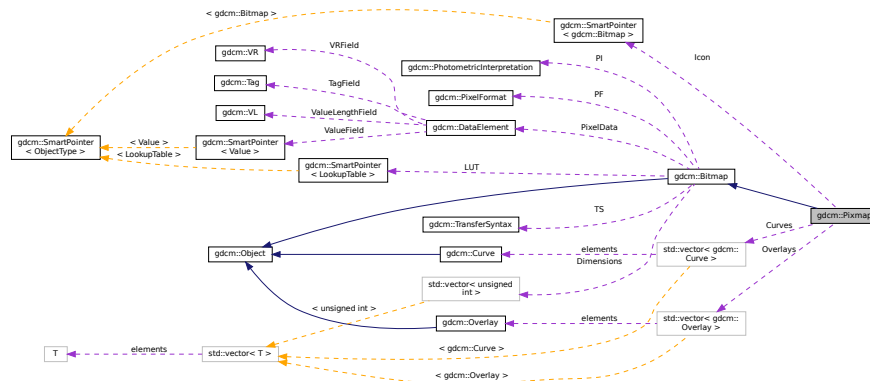 < gdcm::Bitmap >
gdcm::SmartPointer
< gdcm::Bitmap >
gdcm::VR
VRField
PI
Icon
gdcm::PhotometricInterpretation
gdcm::Tag
TagField
PF
gdcm::PixelFormat
gdcm::VL
ValueLengthField
gdcm::DataElement
PixelData
ValueField
gdcm::SmartPointer
< ObjectType >
< Value >
gdcm::SmartPointer
< Value >
< LookupTable >
gdcm::SmartPointer
< LookupTable >
LUT
gdcm::Bitmap
TS
gdcm::Pixmap
gdcm::TransferSyntax
Curves
gdcm::Object
gdcm::Curve
elements
Dimensions
std::vector< gdcm::
Curve >
Overlays
std::vector< unsigned
int >
< unsigned int >
gdcm::Overlay
elements
std::vector< gdcm::
Overlay >
T
elements
std::vector< T >
< gdcm::Curve >
< gdcm::Overlay >